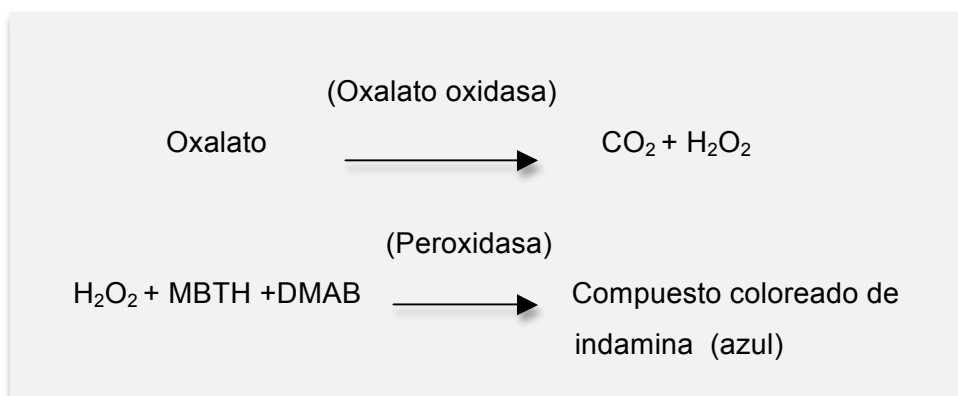 (Oxalato oxidasa)
Oxalato CO₂ + H₂O₂
(Peroxidasa)
H₂O₂ + MBTH +DMAB Compuesto coloreado de
indamina (azul)